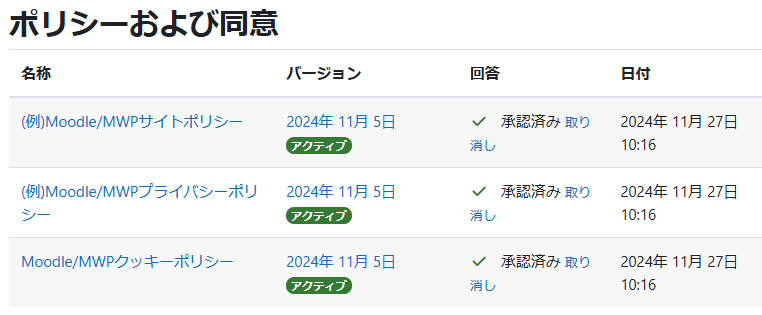 ポリシーおよび同意
名称 バージョン 回答 日付
(例)Moodle/MWPサイトポリシー 2024年 11月 5日 承認済み 取り 2024年 11月 27日
アクティブ 消し 10:16
(例)Moodle/MWPプライバシーポリ 2024年 11月 5日 承認済み 取り 2024年 11月 27日
シー アクティブ 消し 10:16
Moodle/MWPクッキーポリシー 2024年 11月 5日 承認済み 取り 2024年 11月 27日
アクティブ 消し 10:16